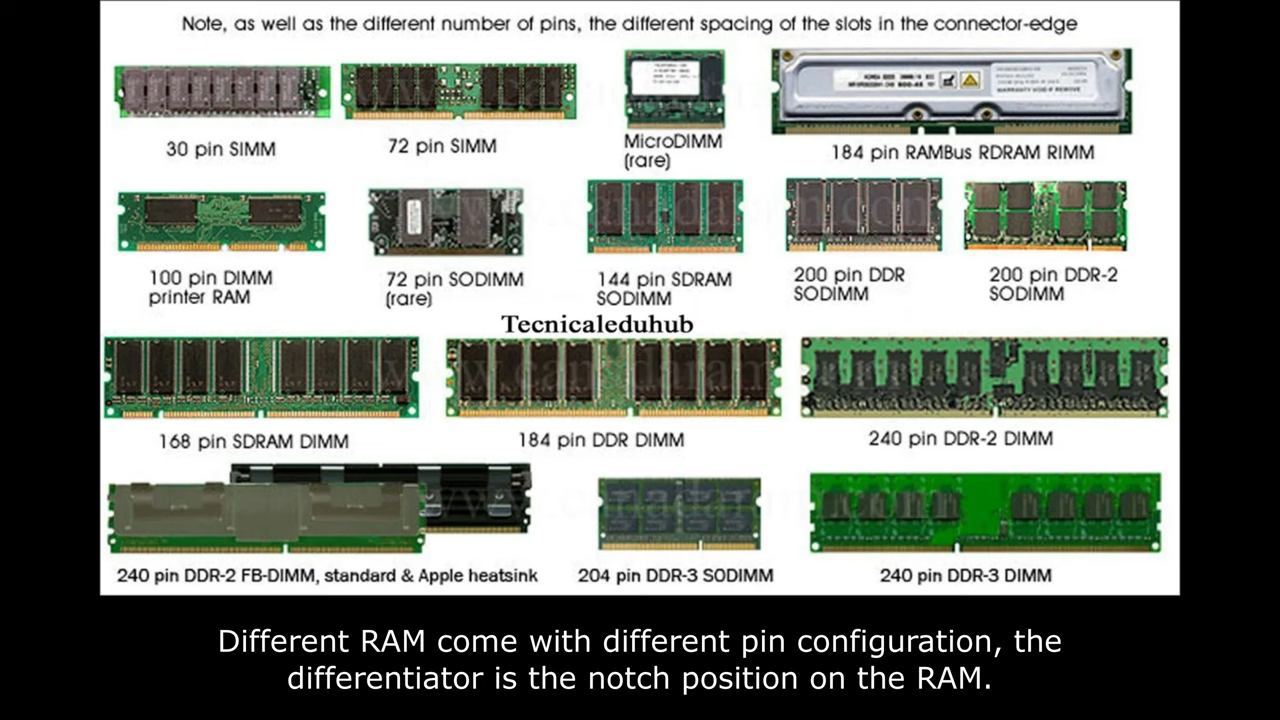 Note, as well as the different number of pins, the different spacing of the slots in the connector-edge
30 pin SIMM
72 pin SIMM
MicroDIMM
(rare)
184 pin RAMBus RDRAM RIMM
100 pin DIMM
printer RAM
72 pin SODIMM
(rare)
144 pin SDRAM
SODIMM
200 pin DDR
SODIMM
200 pin DDR-2
SODIMM
Tecnicaleduhub
168 pin SDRAM DIMM
184 pin DDR DIMM
240 pin DDR-2 DIMM
240 pin DDR-2 FB-DIMM, standard & Apple heatsink
204 pin DDR-3 SODIMM
240 pin DDR-3 DIMM
Different RAM come with different pin configuration, the
differentiator is the notch position on the RAM.